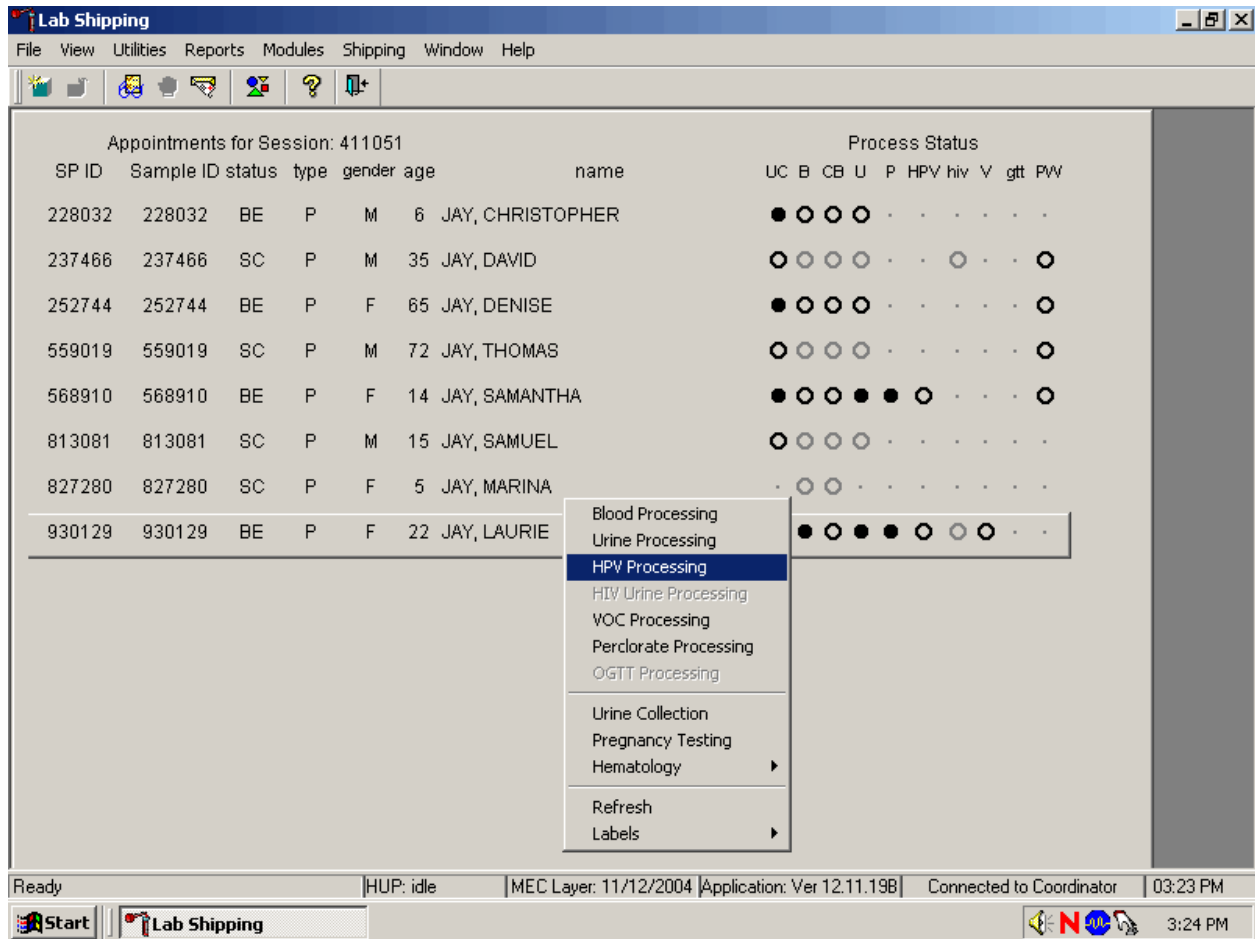 Lab Shipping
File View Utilities Reports Modules Shipping Window Help
Appointments for Session: 411051 Process Status
SP ID Sample ID status type gender age name UC B CB U P HPV hiv V gtt PW
228032 228032 BE P M 6 JAY, CHRISTOPHER
237466 237466 SC P M 35 JAY, DAVID
252744 252744 BE P F 65 JAY, DENISE
559019 559019 SC P M 72 JAY, THOMAS
568910 568910 BE P F 14 JAY, SAMANTHA
813081 813081 SC P M 15 JAY, SAMUEL
827280 827280 SC P F 5 JAY, MARINA
930129 930129 BE P F 22 JAY, LAURIE
Blood Processing
Urine Processing
HPV Processing
HIV Urine Processing
VOC Processing
Perclorate Processing
OGTT Processing
Urine Collection
Pregnancy Testing
Hematology
Refresh
Labels
Ready HUP: idle MEC Layer: 11/12/2004 Application: Ver 12.11.19B Connected to Coordinator 03:23 PM
Start Lab Shipping N 3:24 PM